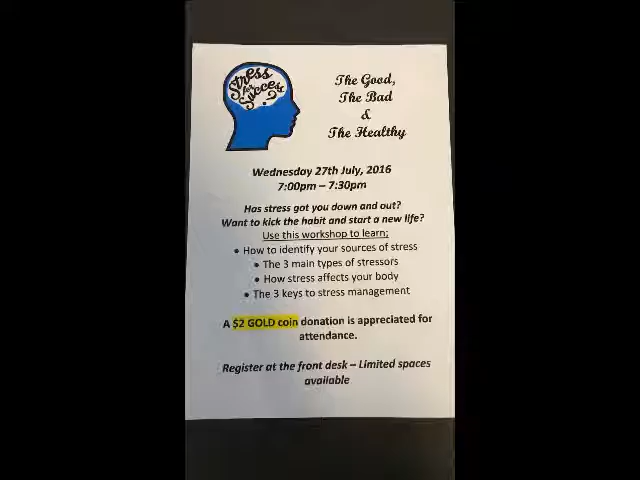 Stress
for
Success
?
The Good,
The Bad
&
The Healthy
Wednesday 27th July, 2016
7:00pm – 7:30pm
Has stress got you down and out?
Want to kick the habit and start a new life?
Use this workshop to learn;
• How to identify your sources of stress
• The 3 main types of stressors
• How stress affects your body
• The 3 keys to stress management
A $2 GOLD coin donation is appreciated for
attendance.
Register at the front desk – Limited spaces
available